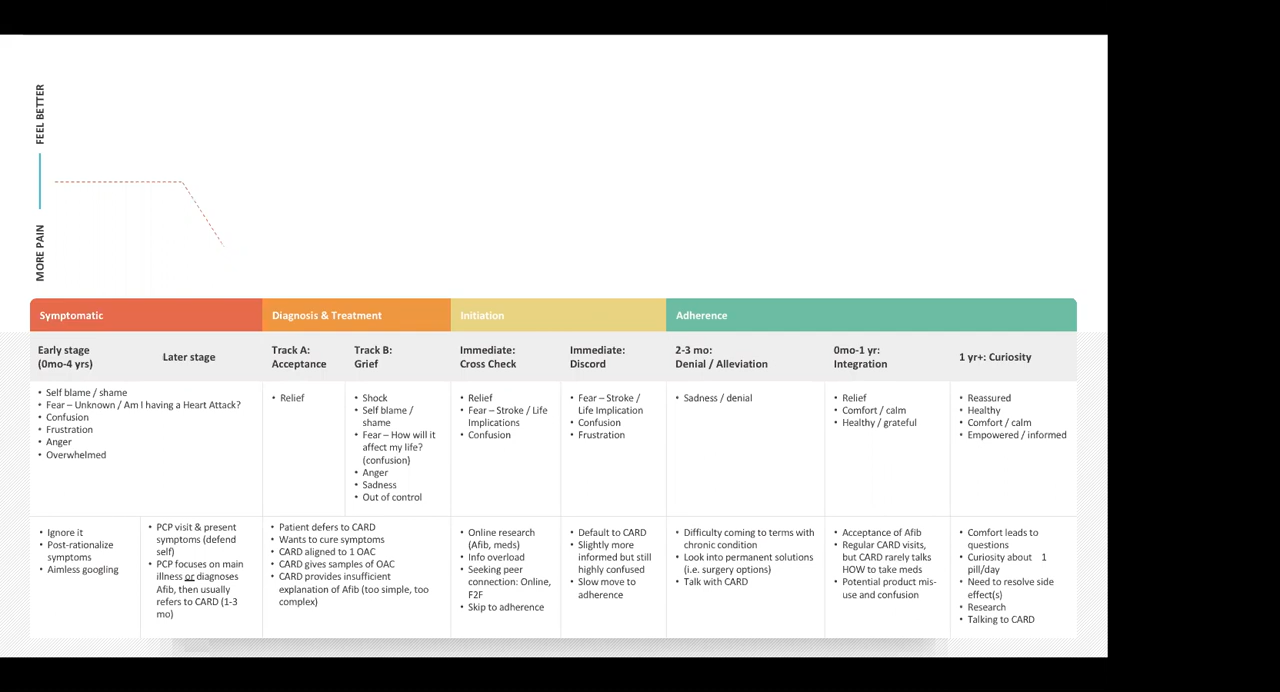 FEEL BETTER
MORE PAIN
Symptomatic
Diagnosis & Treatment
Initiation
Adherence
Early stage
(0mo-4 yrs)
Later stage
Track A:
Acceptance
Track B:
Grief
Immediate:
Cross Check
Immediate:
Discord
2-3 mo:
Denial / Alleviation
0mo-1 yr:
Integration
1 yr+: Curiosity
• Self blame / shame
• Fear – Unknown / Am I having a Heart Attack?
• Confusion
• Frustration
• Anger
• Overwhelmed
• Relief
• Shock
• Self blame /
shame
• Fear – How will it
affect my life?
(confusion)
• Anger
• Sadness
• Out of control
• Relief
• Fear – Stroke / Life
Implications
• Confusion
• Fear – Stroke /
Life Implication
• Confusion
• Frustration
• Sadness / denial
• Relief
• Comfort / calm
• Healthy / grateful
• Reassured
• Healthy
• Comfort / calm
• Empowered / informed
• Ignore it
• Post-rationalize
symptoms
• Aimless googling
• PCP visit & present
symptoms (defend
self)
• PCP focuses on main
illness or diagnoses
Afib, then usually
refers to CARD (1-3
mo)
• Patient defers to CARD
• Wants to cure symptoms
• CARD aligned to 1 OAC
• CARD gives samples of OAC
• CARD provides insufficient
explanation of Afib (too simple, too
complex)
• Online research
(Afib, meds)
• Info overload
• Seeking peer
connection: Online,
F2F
• Skip to adherence
• Default to CARD
• Slightly more
informed but still
highly confused
• Slow move to
adherence
• Difficulty coming to terms with
chronic condition
• Look into permanent solutions
(i.e. surgery options)
• Talk with CARD
• Acceptance of Afib
• Regular CARD visits,
but CARD rarely talks
HOW to take meds
• Potential product mis-
use and confusion
• Comfort leads to
questions
• Curiosity about 1
pill/day
• Need to resolve side
effect(s)
• Research
• Talking to CARD